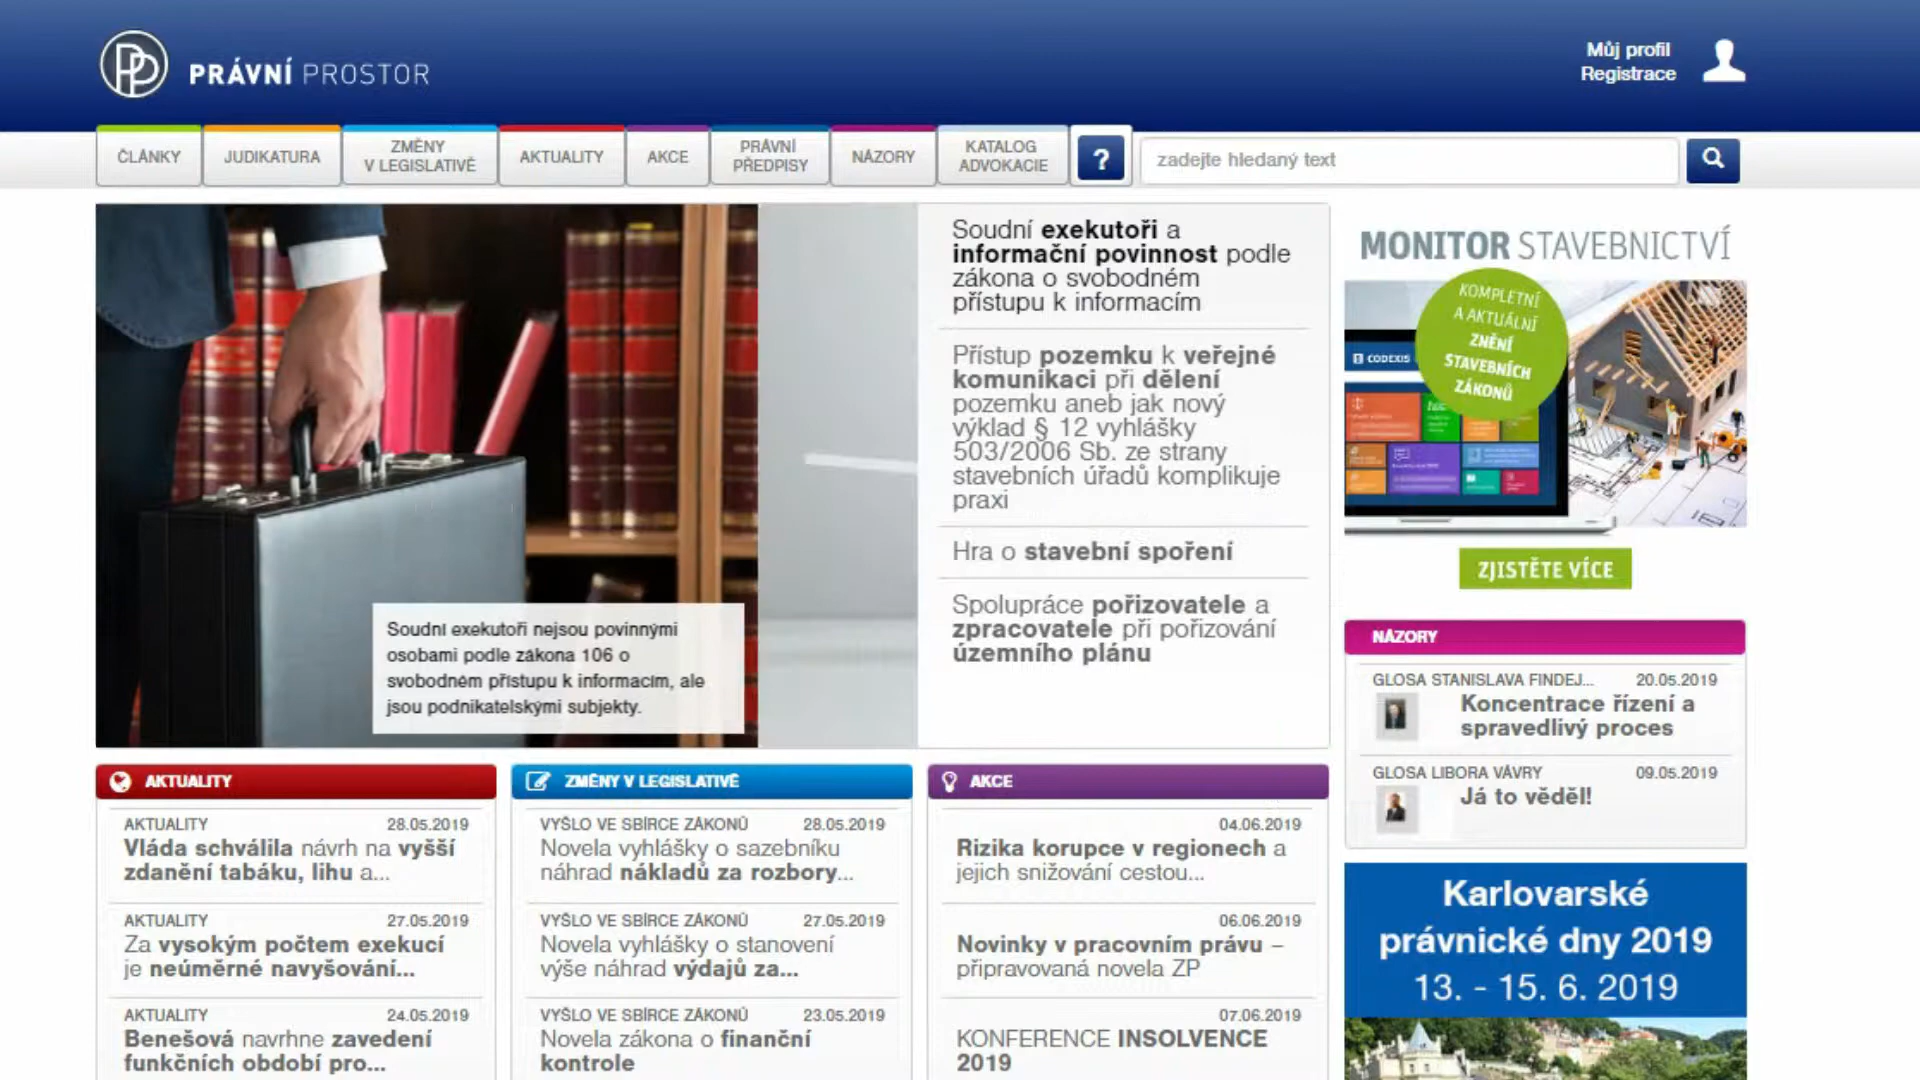 PRÁVNÍ PROSTOR
Můj profil
Registrace
ČLÁNKY
JUDIKATURA
ZMĚNY
V LEGISLATIVĚ
AKTUALITY
AKCE
PRÁVNÍ
PŘEDPISY
NÁZORY
KATALOG
ADVOKACIE
?
zadejte hledaný text
Soudní exekutoři nejsou povinnými
osobami podle zákona 106 o
svobodném přístupu k informacím, ale
jsou podnikatelskými subjekty.
Soudní exekutoři a
informační povinnost podle
zákona o svobodném
přístupu k informacím
Přístup pozemku k veřejné
komunikaci při dělení
pozemku aneb jak nový
výklad § 12 vyhlášky
503/2006 Sb. ze strany
stavebních úřadů komplikuje
praxi
Hra o stavební spoření
Spolupráce pořizovatele a
zpracovatele při pořizování
územního plánu
MONITOR STAVEBNICTVÍ
KOMPLETNÍ
A AKTUÁLNÍ
ZNĚNÍ
STAVEBNÍCH
ZÁKONŮ
CODEXIS
ZJISTĚTE VÍCE
NÁZORY
GLOSA STANISLAVA FINDEJ... 20.05.2019
Koncentrace řízení a
spravedlivý proces
GLOSA LIBORA VÁVRY 09.05.2019
Já to věděl!
AKTUALITY
AKTUALITY 28.05.2019
Vláda schválila návrh na vyšší
zdanění tabáku, lihu a...
AKTUALITY 27.05.2019
Za vysokým počtem exekucí
je neúměrné navyšování...
AKTUALITY 24.05.2019
Benešová navrhne zavedení
funkčních období pro...
ZMĚNY V LEGISLATIVĚ
VYŠLO VE SBÍRCE ZÁKONŮ 28.05.2019
Novela vyhlášky o sazebníku
náhrad nákladů za rozbory...
VYŠLO VE SBÍRCE ZÁKONŮ 27.05.2019
Novela vyhlášky o stanovení
výše náhrad výdajů za...
VYŠLO VE SBÍRCE ZÁKONŮ 23.05.2019
Novela zákona o finanční
kontrole
AKCE
04.06.2019
Rizika korupce v regionech a
jejich snižování cestou...
06.06.2019
Novinky v pracovním právu –
připravovaná novela ZP
07.06.2019
KONFERENCE INSOLVENCE
2019
Karlovarské
právnické dny 2019
13. - 15. 6. 2019